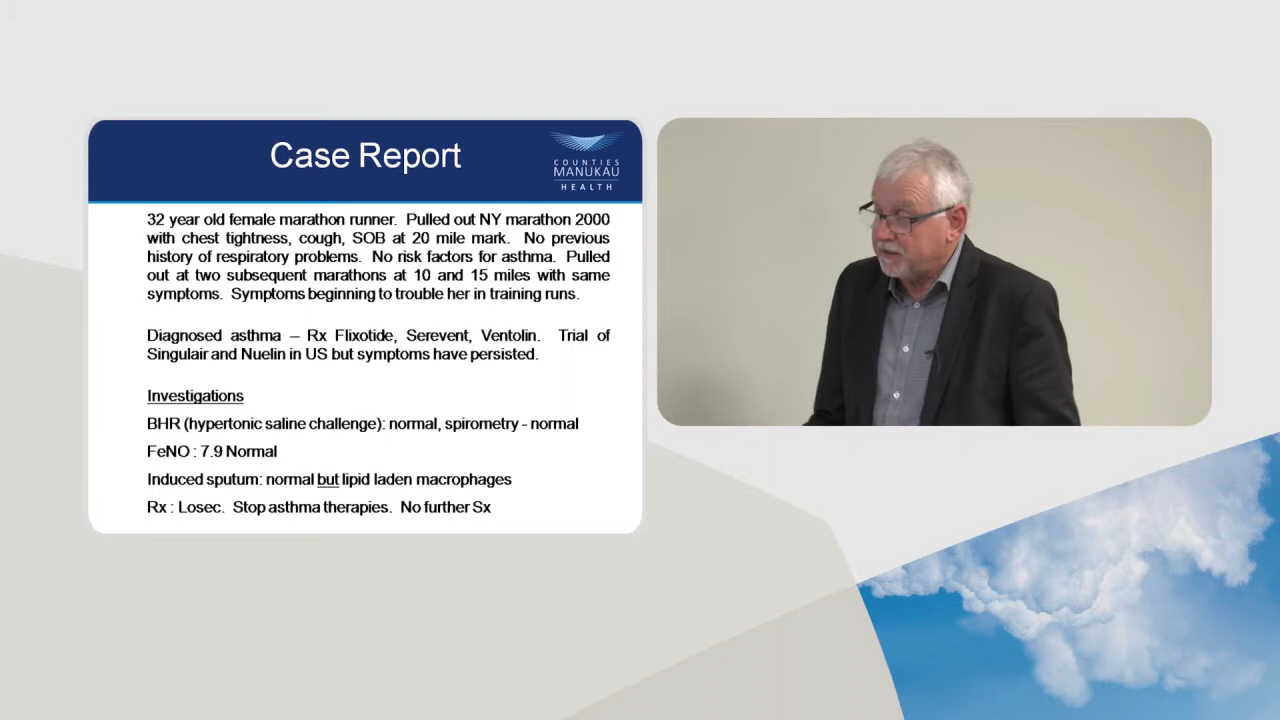 Case Report
COUNTIES
MANUKAU
HEALTH
32 year old female marathon runner. Pulled out NY marathon 2000
with chest tightness, cough, SOB at 20 mile mark. No previous
history of respiratory problems. No risk factors for asthma. Pulled
out at two subsequent marathons at 10 and 15 miles with same
symptoms. Symptoms beginning to trouble her in training runs.
Diagnosed asthma – Rx Flixotide, Serevent, Ventolin. Trial of
Singulair and Nuelin in US but symptoms have persisted.
Investigations
BHR (hypertonic saline challenge): normal, spirometry - normal
FeNO : 7.9 Normal
Induced sputum: normal but lipid laden macrophages
Rx : Losec. Stop asthma therapies. No further Sx